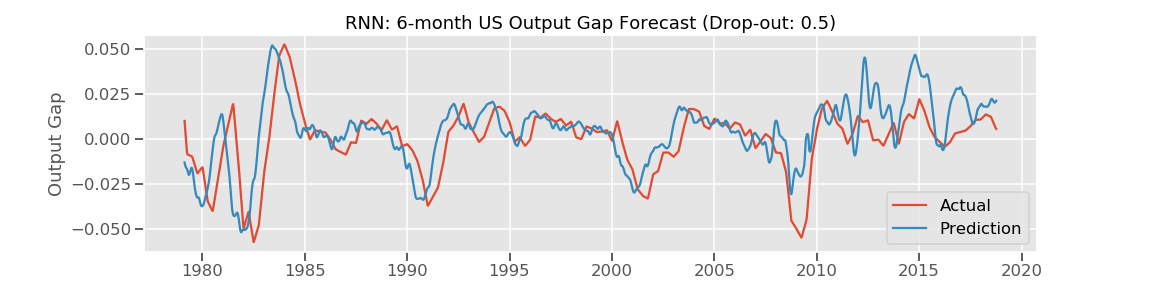 RNN: 6-month US Output Gap Forecast (Drop-out: 0.5)
Output Gap
0.050
0.025
0.000
−0.025
−0.050
Actual
Prediction
1980 1985 1990 1995 2000 2005 2010 2015 2020